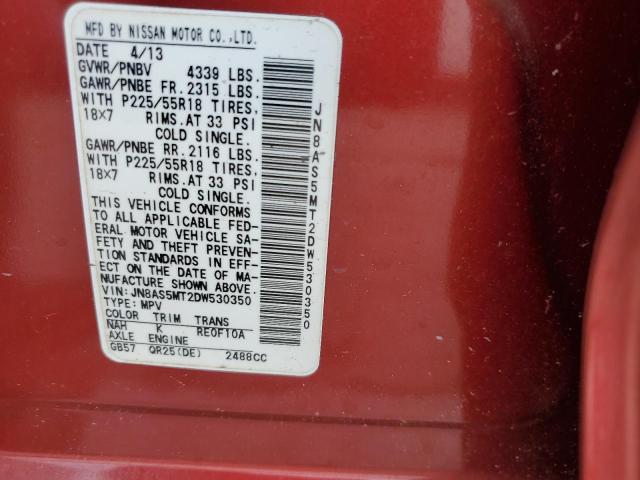 MFD BY NISSAN MOTOR CO.,LTD.
DATE 4/13
GVWR/PNBV 4339 LBS.
GAWR/PNBE FR.2315 LBS.
WITH P225/55R18 TIRES,
18X7 RIMS.AT 33 PSI
COLD SINGLE.
GAWR/PNBE RR.2116 LBS.
WITH P225/55R18 TIRES,
18X7 RIMS.AT 33 PSI
COLD SINGLE.
THIS VEHICLE CONFORMS
TO ALL APPLICABLE FED-
ERAL MOTOR VEHICLE SA-
FETY AND THEFT PREVEN-
TION STANDARDS IN EFF-
ECT ON THE DATE OF MA-
NUFACTURE SHOWN ABOVE.
VIN: JN8AS5MT2DW530350
TYPE: MPV
COLOR TRIM TRANS
NAH K RE0F10A
AXLE ENGINE
GB57 QR25(DE) 2488CC
JN8AS5MT2DW530350